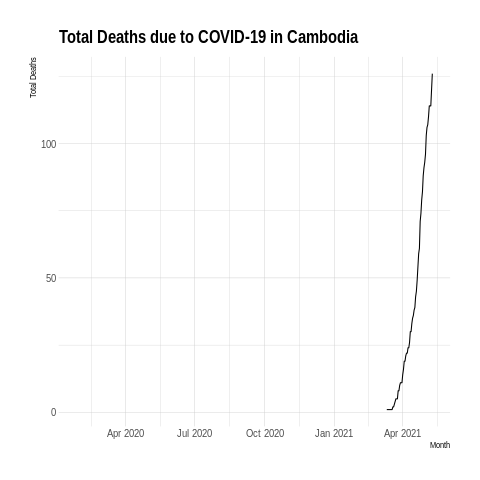 Total Deaths due to COVID-19 in Cambodia
Total Deaths
100
50
0
Apr 2020 Jul 2020 Oct 2020 Jan 2021 Apr 2021
Month